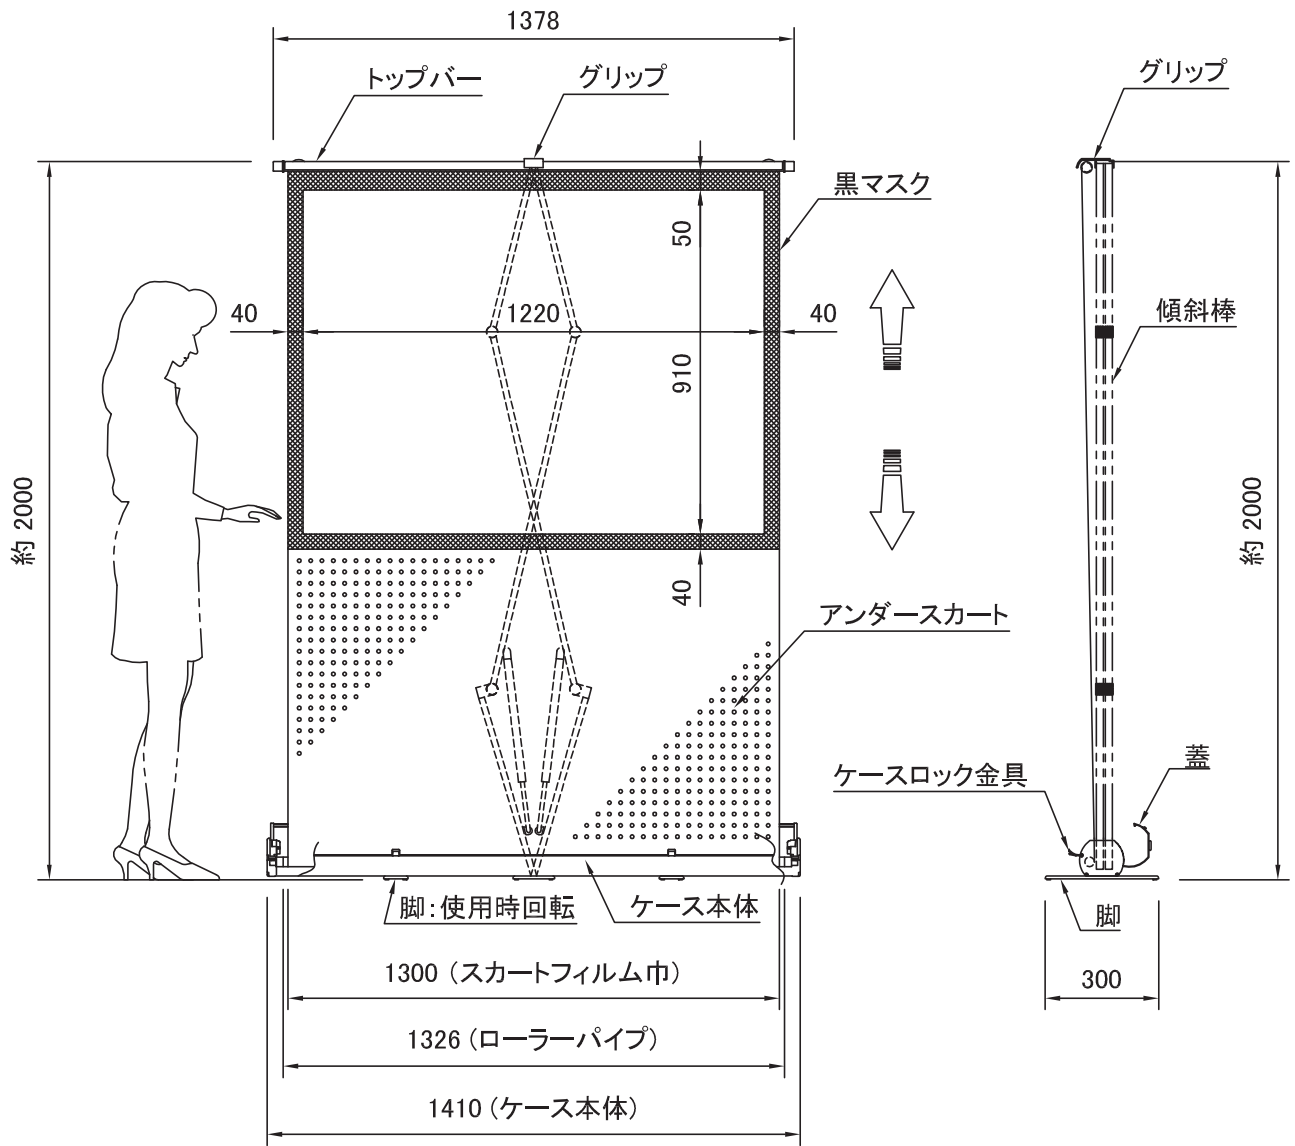 1378
トップバー
グリップ
グリップ
黒マスク
50
40
1220
40
傾斜棒
910
約 2000
約 2000
40
アンダースカート
ケースロック金具
蓋
脚:使用時回転
ケース本体
脚
1300 (スカートフィルム巾)
300
1326 (ローラーパイプ)
1410 (ケース本体)